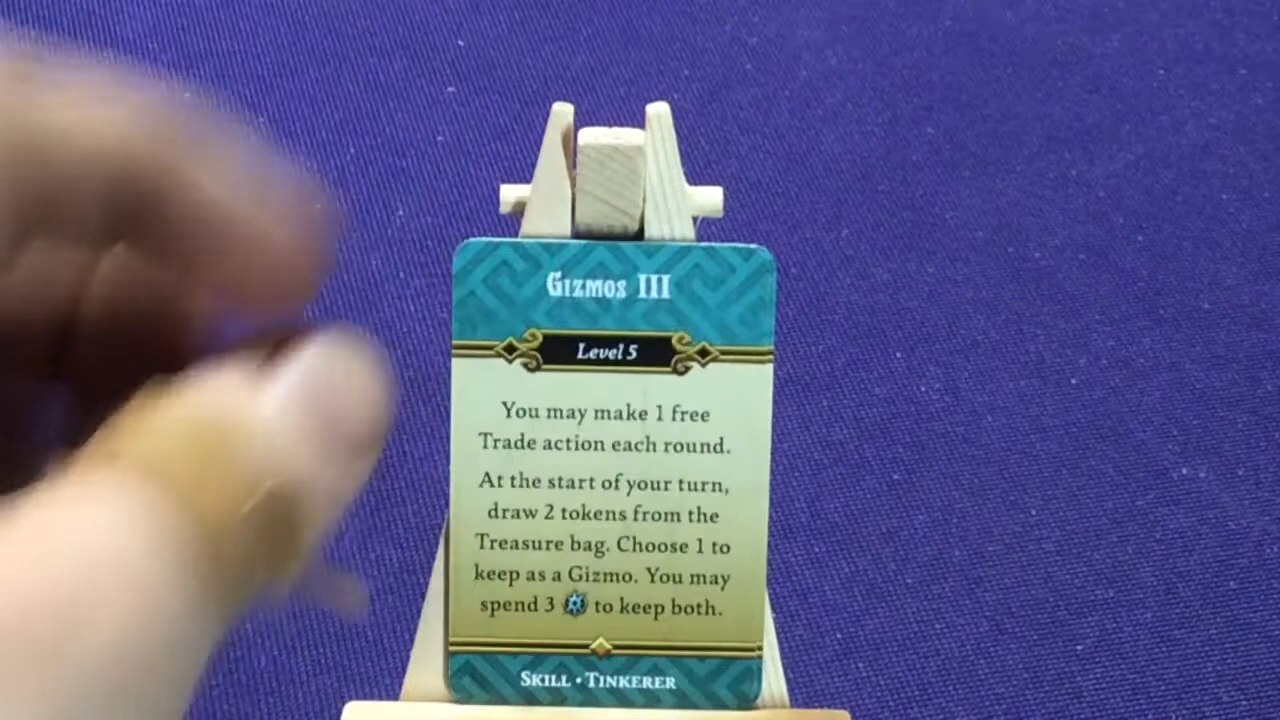 GIZMOS III
Level 5
You may make 1 free
Trade action each round.
At the start of your turn,
draw 2 tokens from the
Treasure bag. Choose 1 to
keep as a Gizmo. You may
spend 3 to keep both.
SKILL • TINKERER